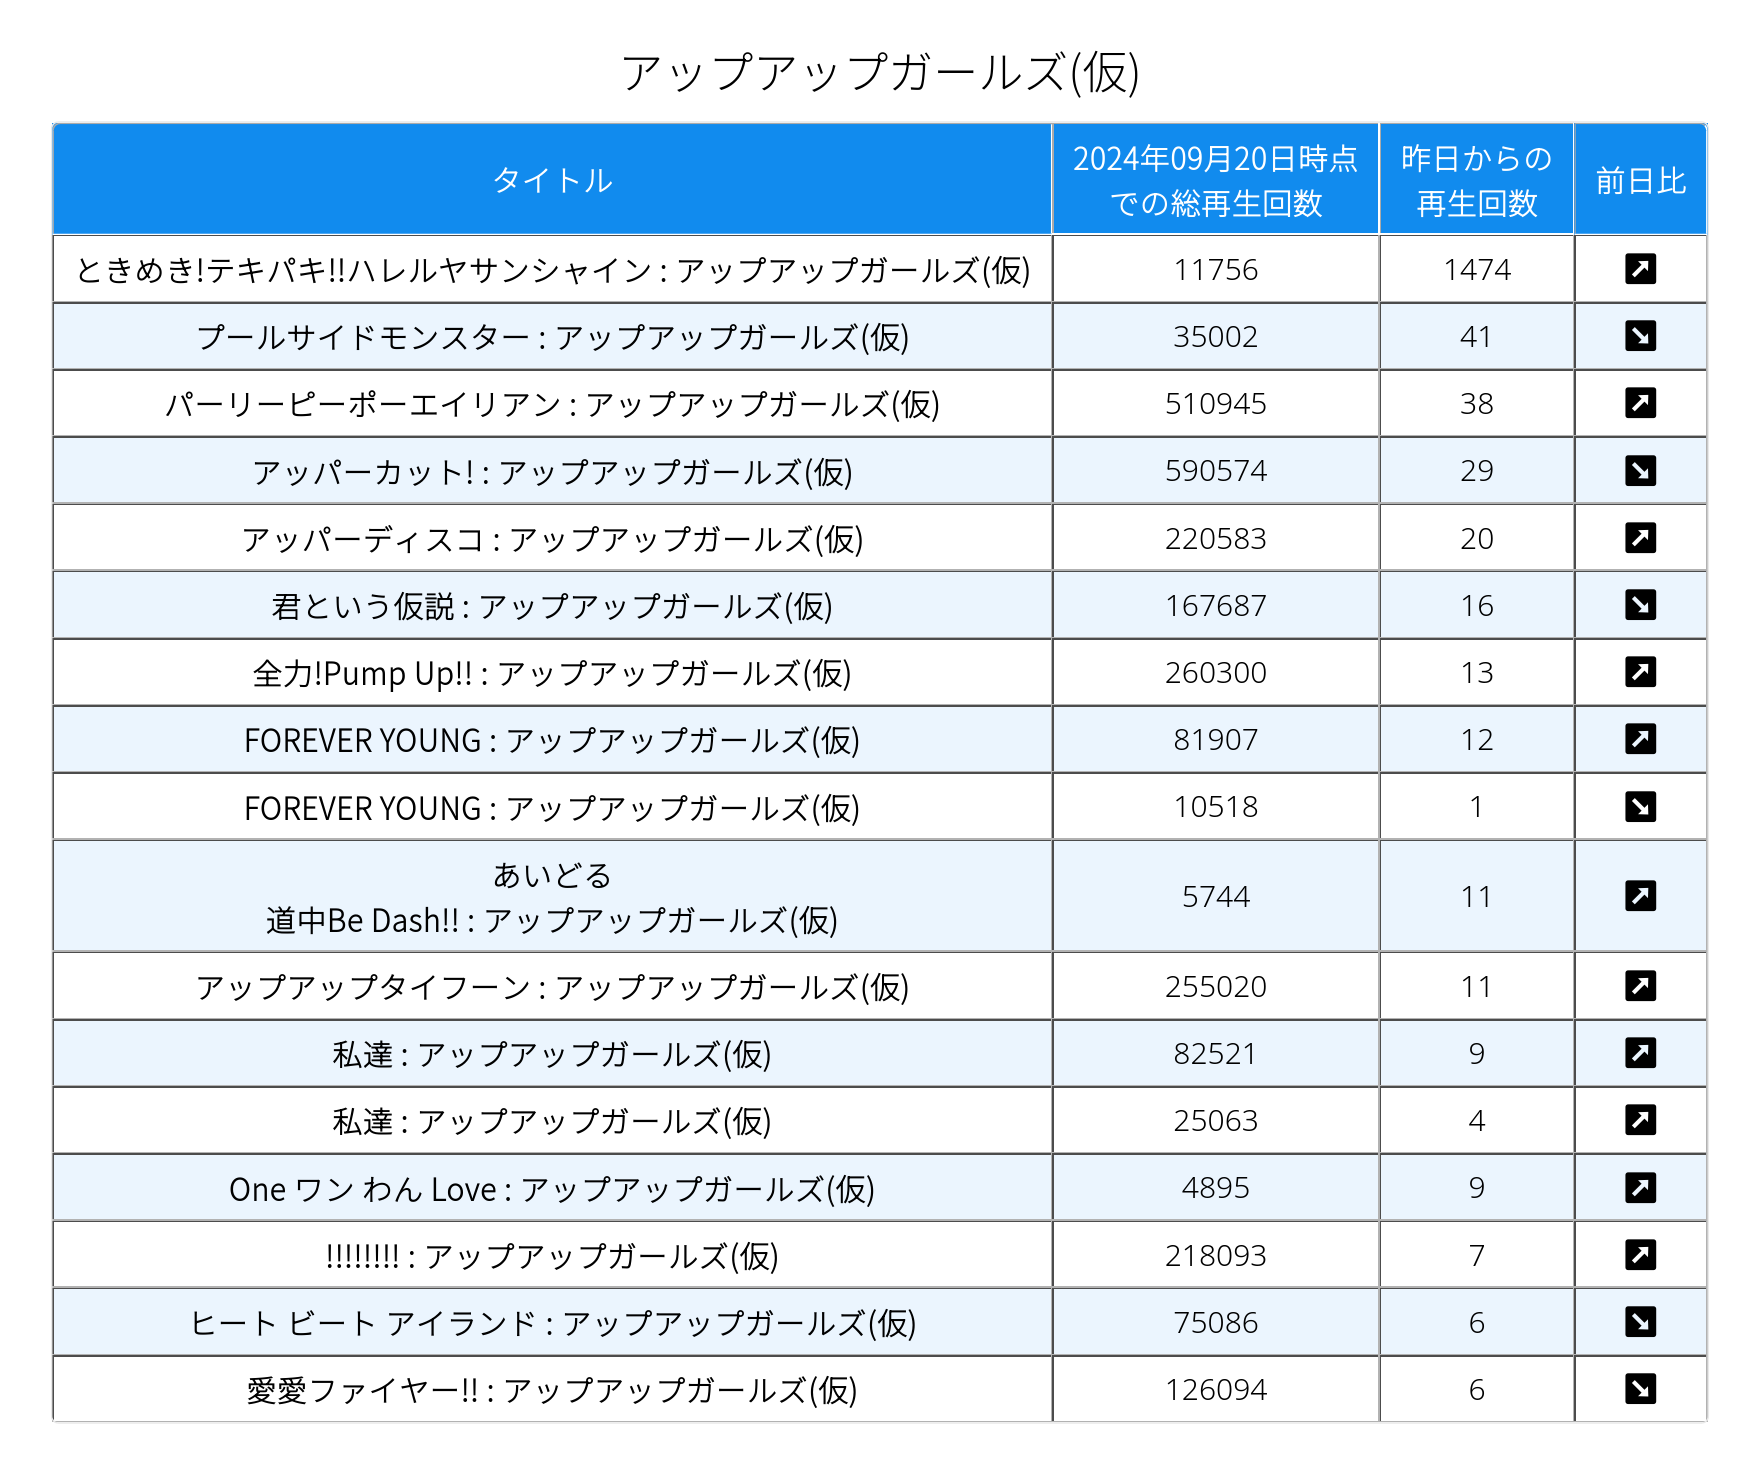 アップアップガールズ(仮)
タイトル 2024年09月20日時点 昨日からの 前日比
での総再生回数 再生回数
ときめき!テキパキ!!ハレルヤサンシャイン : アップアップガールズ(仮) 11756 1474
プールサイドモンスター : アップアップガールズ(仮) 35002 41
パーリーピーポーエイリアン : アップアップガールズ(仮) 510945 38
アッパーカット! : アップアップガールズ(仮) 590574 29
アッパーディスコ : アップアップガールズ(仮) 220583 20
君という仮説 : アップアップガールズ(仮) 167687 16
全力!Pump Up!! : アップアップガールズ(仮) 260300 13
FOREVER YOUNG : アップアップガールズ(仮) 81907 12
FOREVER YOUNG : アップアップガールズ(仮) 10518 1
あいどる
道中Be Dash!! : アップアップガールズ(仮) 5744 11
アップアップタイフーン : アップアップガールズ(仮) 255020 11
私達 : アップアップガールズ(仮) 82521 9
私達 : アップアップガールズ(仮) 25063 4
One ワン わん Love : アップアップガールズ(仮) 4895 9
!!!!!!!! : アップアップガールズ(仮) 218093 7
ヒート ビート アイランド : アップアップガールズ(仮) 75086 6
愛愛ファイヤー!! : アップアップガールズ(仮) 126094 6